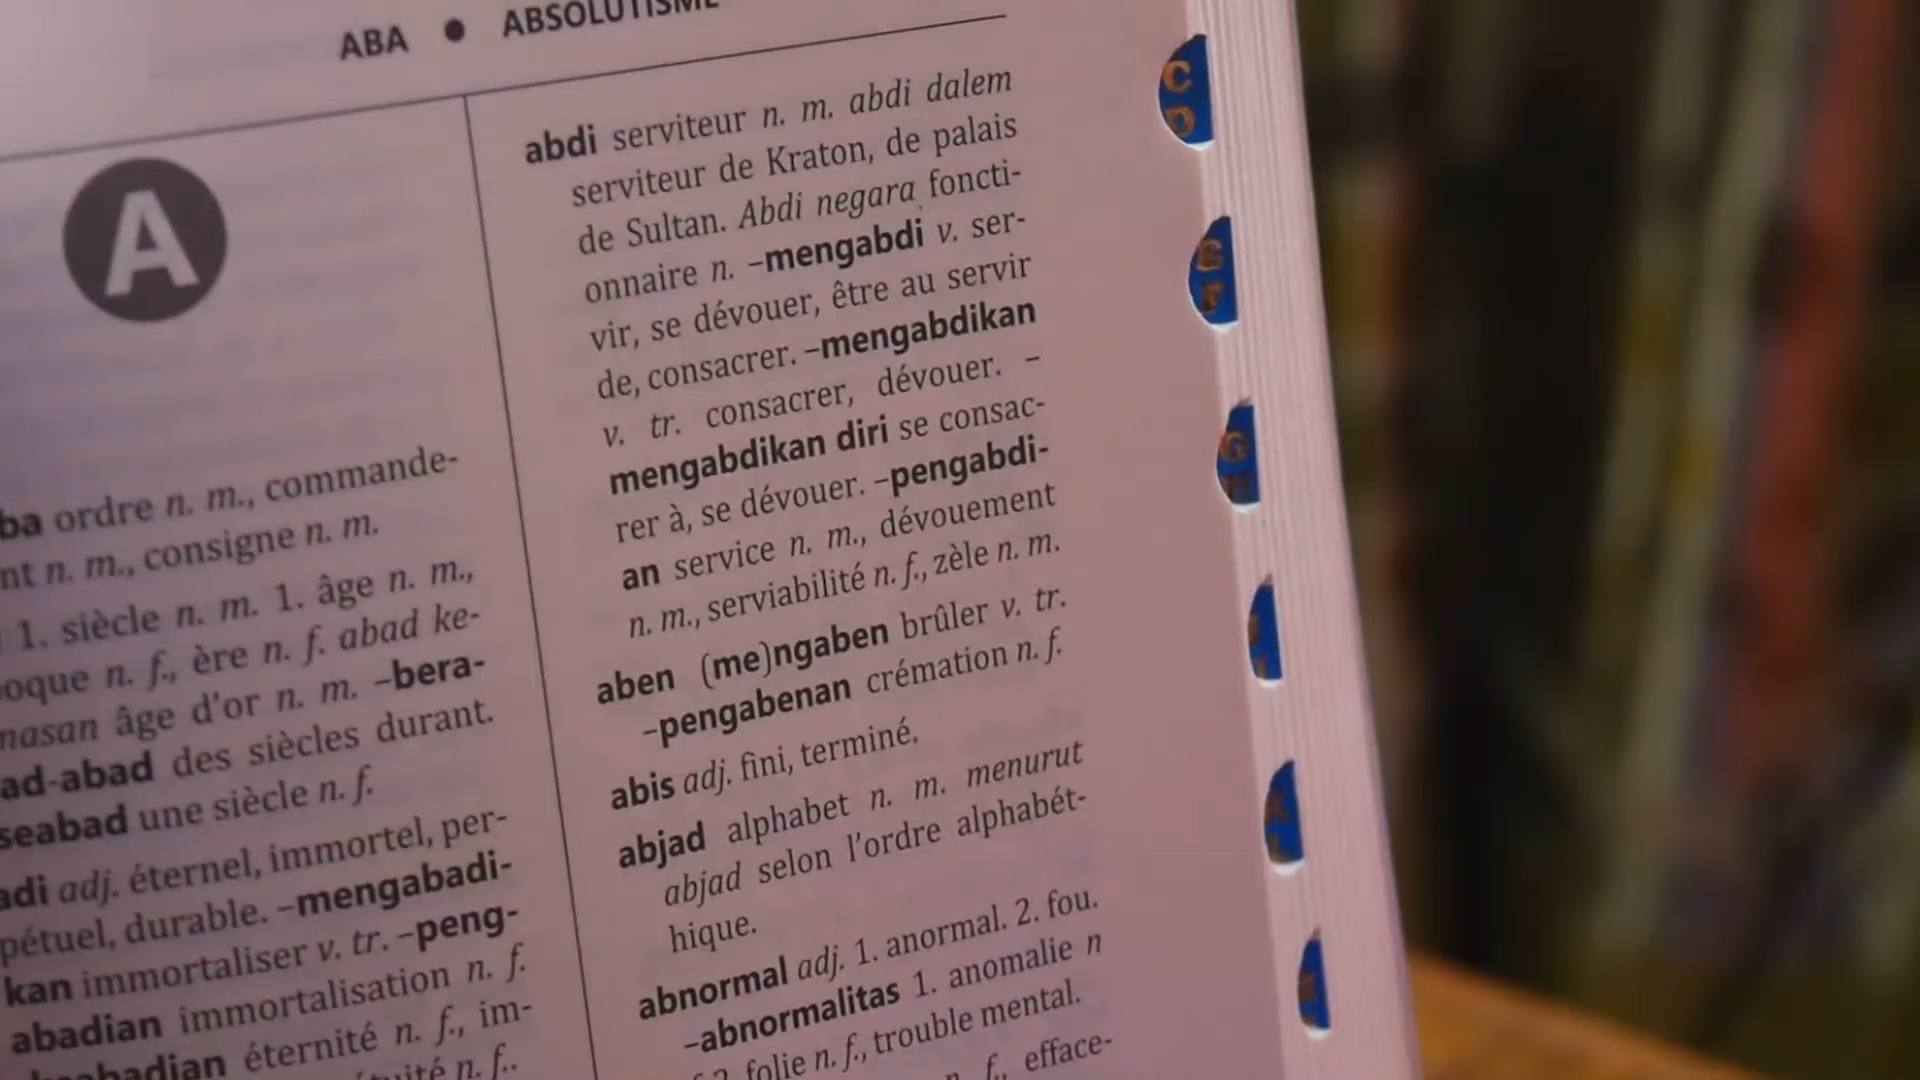 ABA • ABSOLUTISME
A
ba ordre n. m., commande-
nt n. m., consigne n. m.
1. siècle n. m. 1. âge n. m.,
oque n. f., ère n. f. abad ke-
masan âge d'or n. m. –bera-
ad-abad des siècles durant.
seabad une siècle n. f.
adi adj. éternel, immortel, per-
pétuel, durable. –mengabadi-
kan immortaliser v. tr. –peng-
abadian immortalisation n. f.
éternité n. f., im-
n. f..
abdi serviteur n. m. abdi dalem
serviteur de Kraton, de palais
de Sultan. Abdi negara foncti-
onnaire n. –mengabdi v. ser-
vir, se dévouer, être au servir
de, consacrer. –mengabdikan
v. tr. consacrer, dévouer. –
mengabdikan diri se consac-
rer à, se dévouer. –pengabdi-
an service n. m., dévouement
n. m., serviabilité n. f., zèle n. m.
aben (me)ngaben brûler v. tr.
–pengabenan crémation n. f.
abis adj. fini, terminé.
abjad alphabet n. m. menurut
abjad selon l'ordre alphabét-
hique.
abnormal adj. 1. anormal. 2. fou.
–abnormalitas 1. anomalie n
f 2. folie n. f., trouble mental.
n. f., efface-
C
D
E
F
G